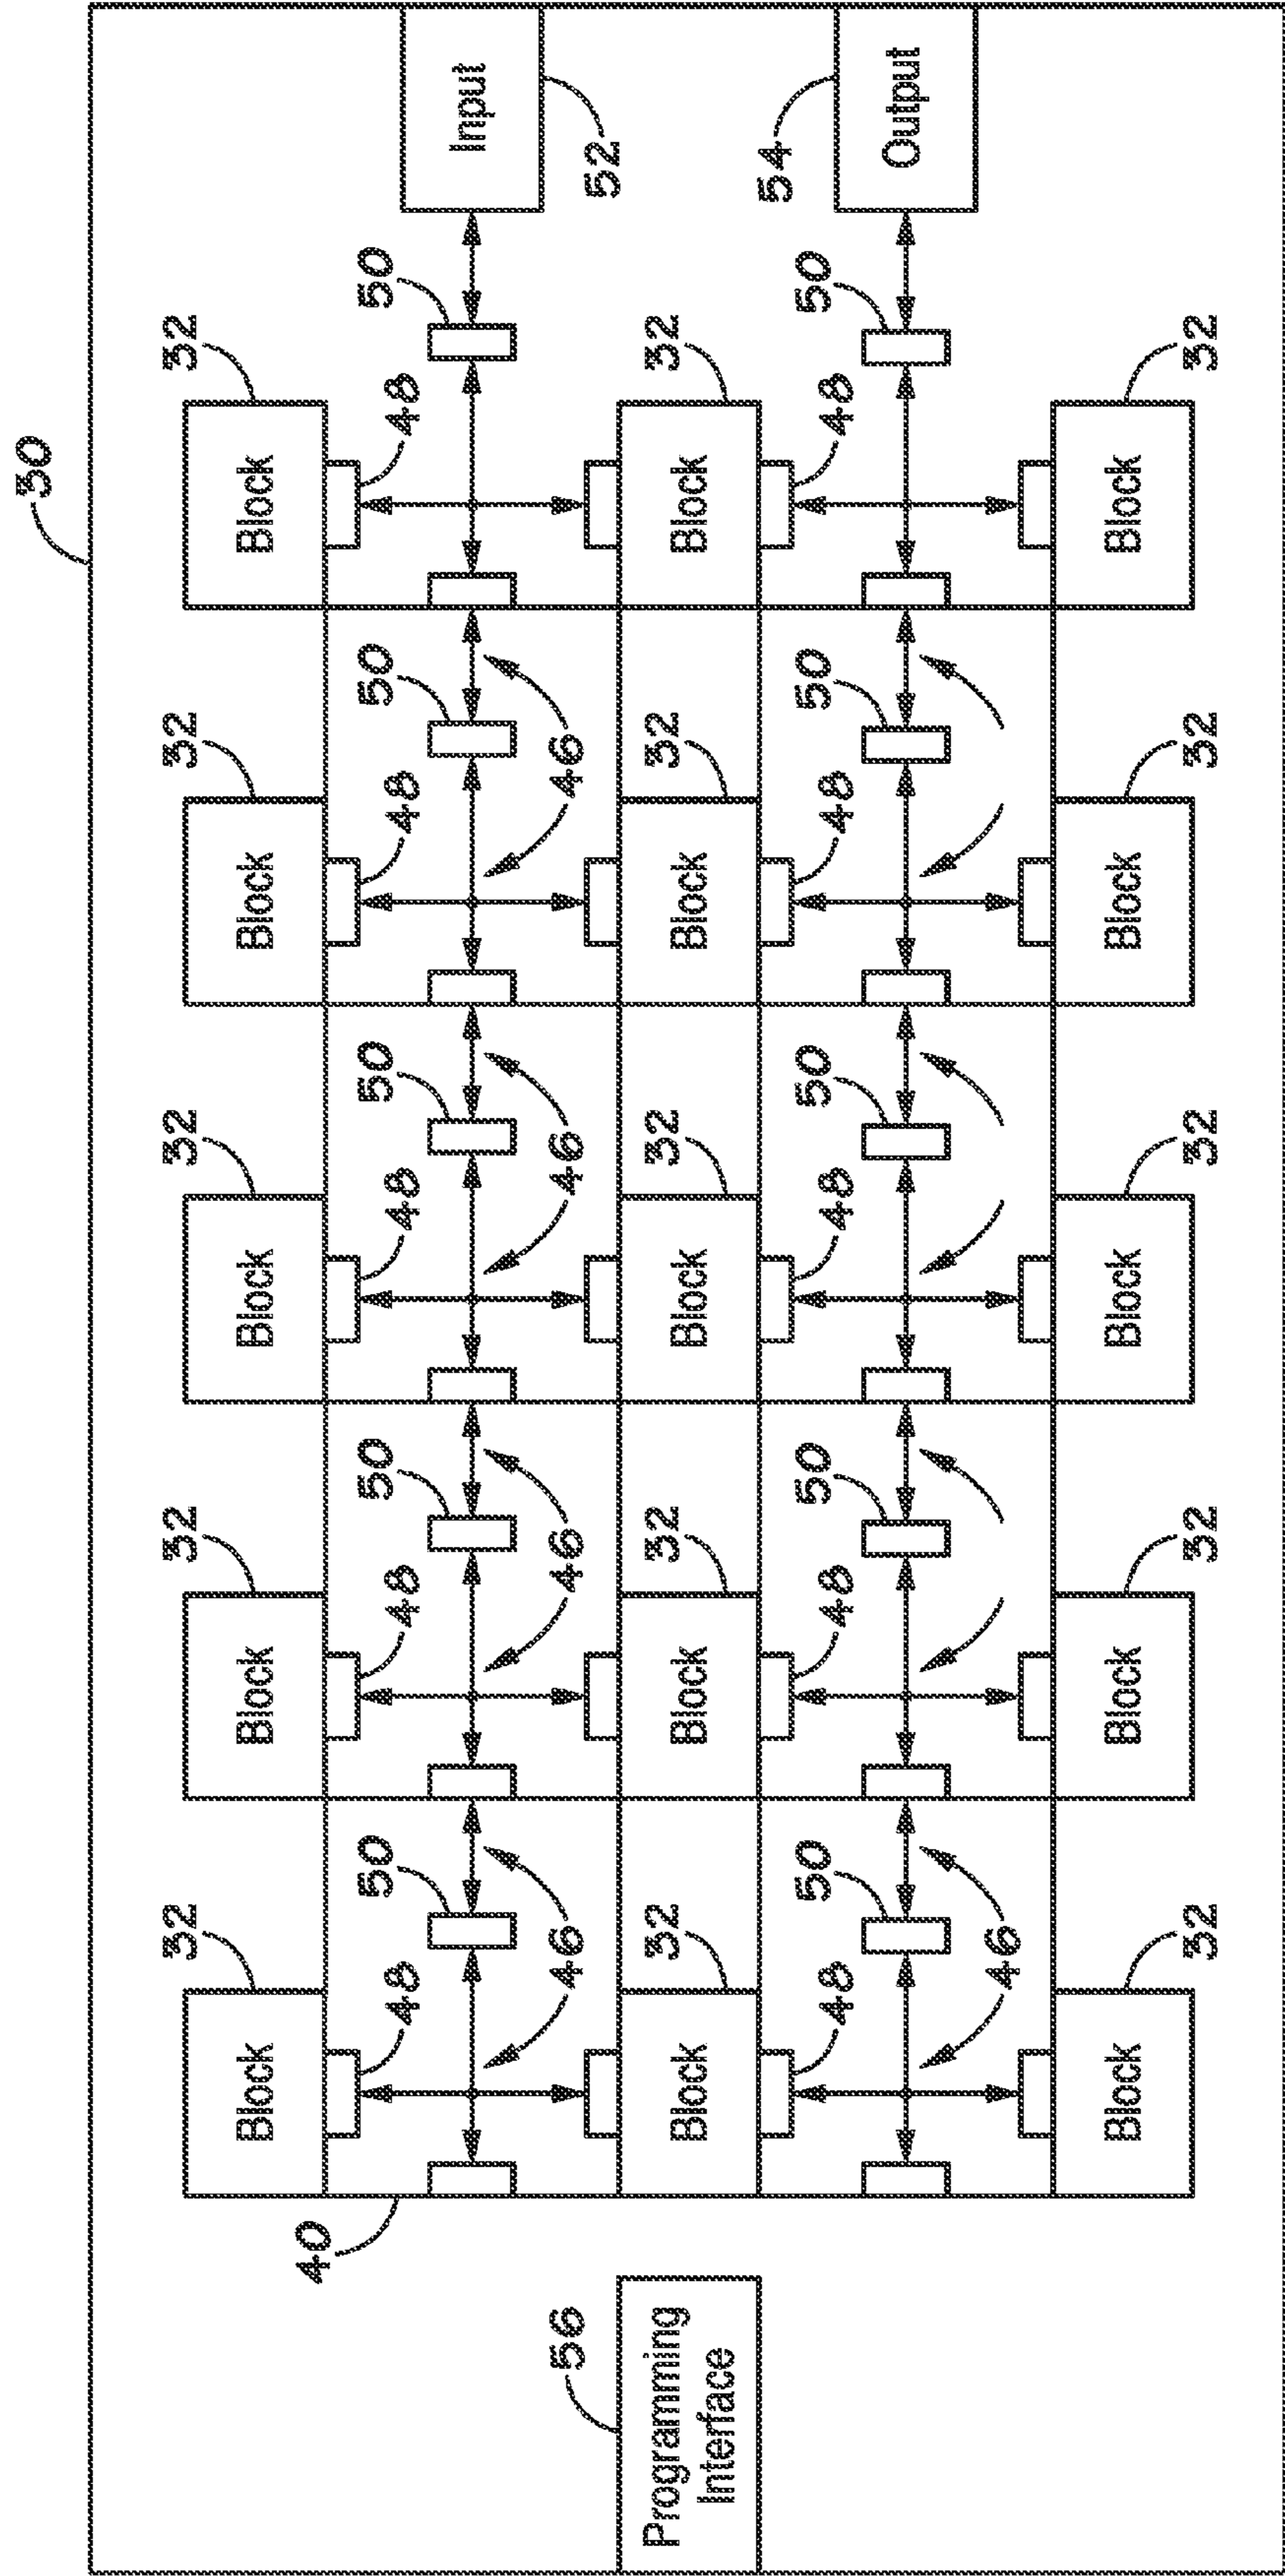 30
32 32 32 32 32
Block Block Block Block Block
40
50 50 50 50 50
48 48 48 48 48
Input
56 46 46 46 46
52
32 32 32 32 32
Programming
Interface
Block Block Block Block Block
54
50 50 50 50 50
48 48 48 48 48
Output
46
Block Block Block Block Block
32 32 32 32 32